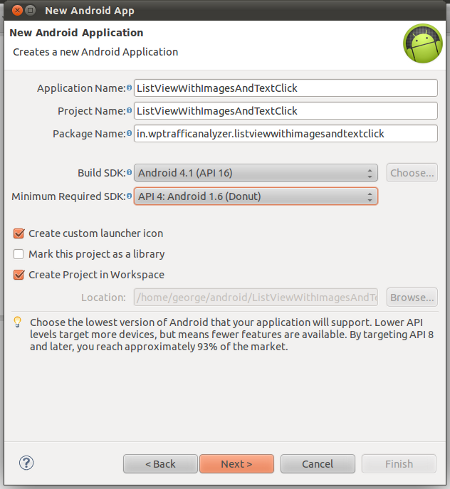 New Android App
New Android Application
Creates a new Android Application
Application Name: ListViewWithImagesAndTextClick
Project Name: ListViewWithImagesAndTextClick
Package Name: in.wptrafficanalyzer.listviewwithimagesandtextclick
Build SDK: Android 4.1 (API 16) Choose...
Minimum Required SDK: API 4: Android 1.6 (Donut)
Create custom launcher icon
Mark this project as a library
Create Project in Workspace
Location: /home/george/android/ListViewWithImagesAndTe Browse...
Choose the lowest version of Android that your application will support. Lower API
levels target more devices, but means fewer features are available. By targeting API 8
and later, you reach approximately 93% of the market.
? < Back Next > Cancel Finish